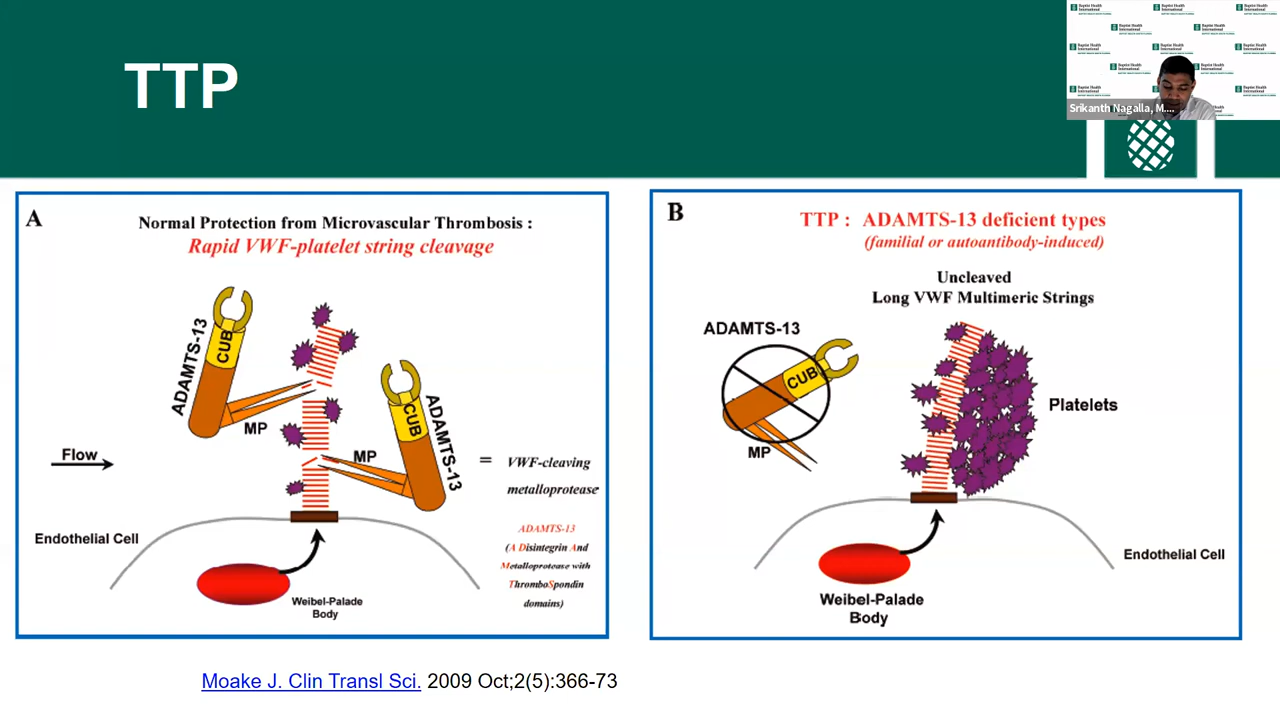 TTP
Baptist Health International
Srikanth Nagalla, M....
A
Normal Protection from Microvascular Thrombosis :
Rapid VWF-platelet string cleavage
ADAMTS-13
CUB
MP
ADAMTS-13
CUB
MP
Flow
= VWF-cleaving
metalloprotease
ADAMTS-13
(A Disintegrin And
Metalloprotease with
ThromboSpondin
domains)
Endothelial Cell
Weibel-Palade
Body
B
TTP : ADAMTS-13 deficient types
(familial or autoantibody-induced)
Uncleaved
Long VWF Multimeric Strings
ADAMTS-13
CUB
MP
Platelets
Endothelial Cell
Weibel-Palade
Body
Moake J. Clin Transl Sci. 2009 Oct;2(5):366-73